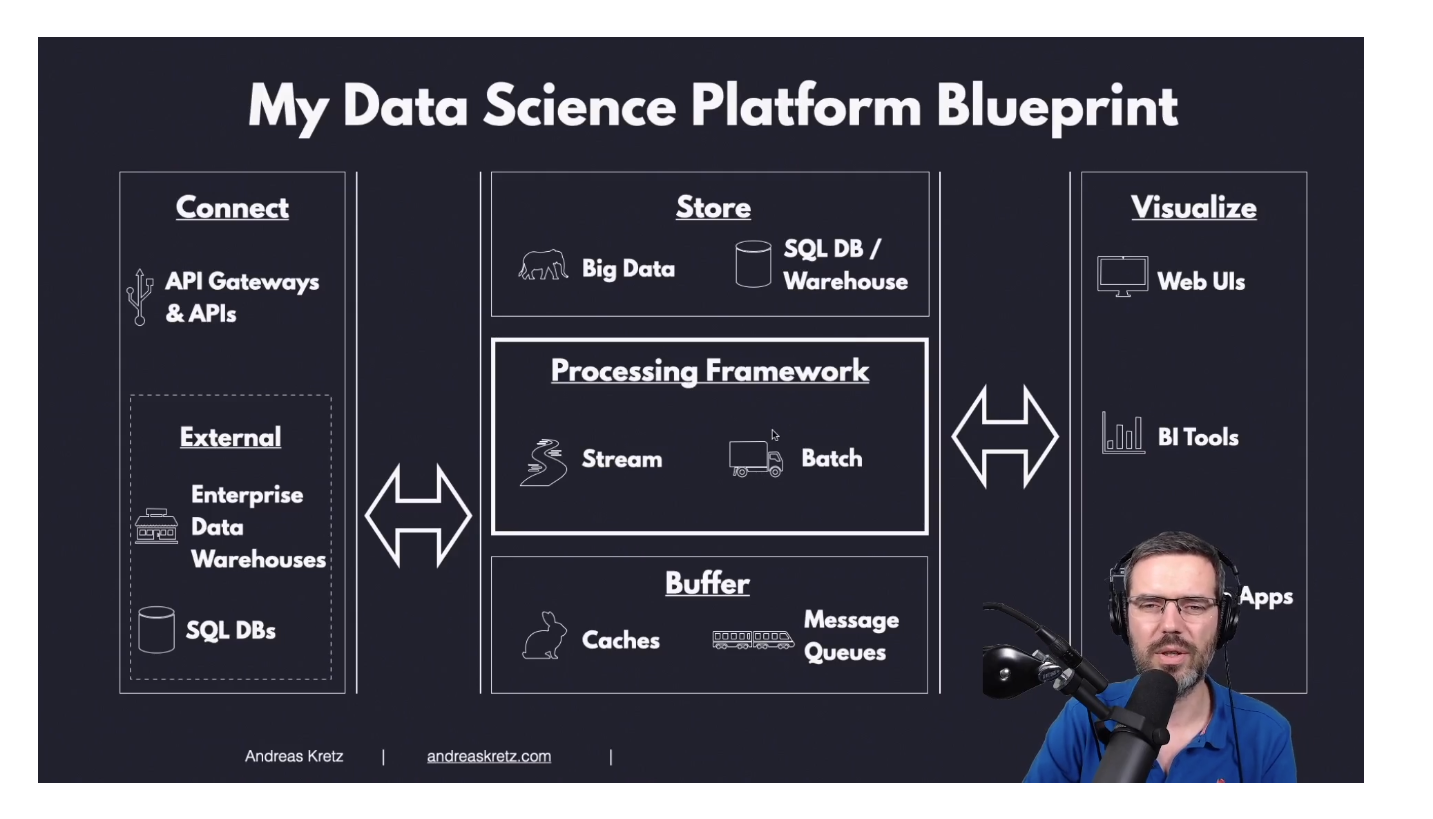 My Data Science Platform Blueprint
Connect
API Gateways
& APIs
External
Enterprise
Data
Warehouses
SQL DBs
Store
Big Data
SQL DB /
Warehouse
Processing Framework
Stream
Batch
Buffer
Caches
Message
Queues
Visualize
Web UIs
BI Tools
Apps
Andreas Kretz | andreaskretz.com |